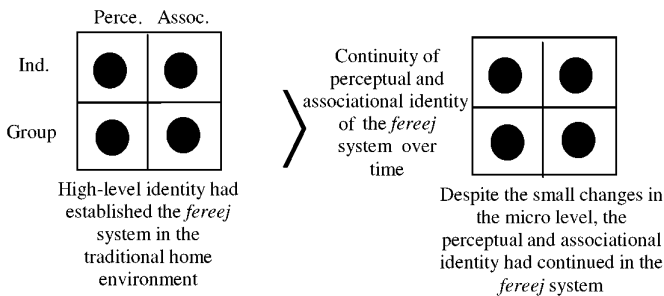 Perce. Assoc.
Ind.
Group
High-level identity had
established the fereej
system in the
traditional home
environment
Continuity of
perceptual and
associational identity
of the fereej
system over
time
Despite the small changes in
the micro level, the
perceptual and associational
identity had continued in the
fereej system